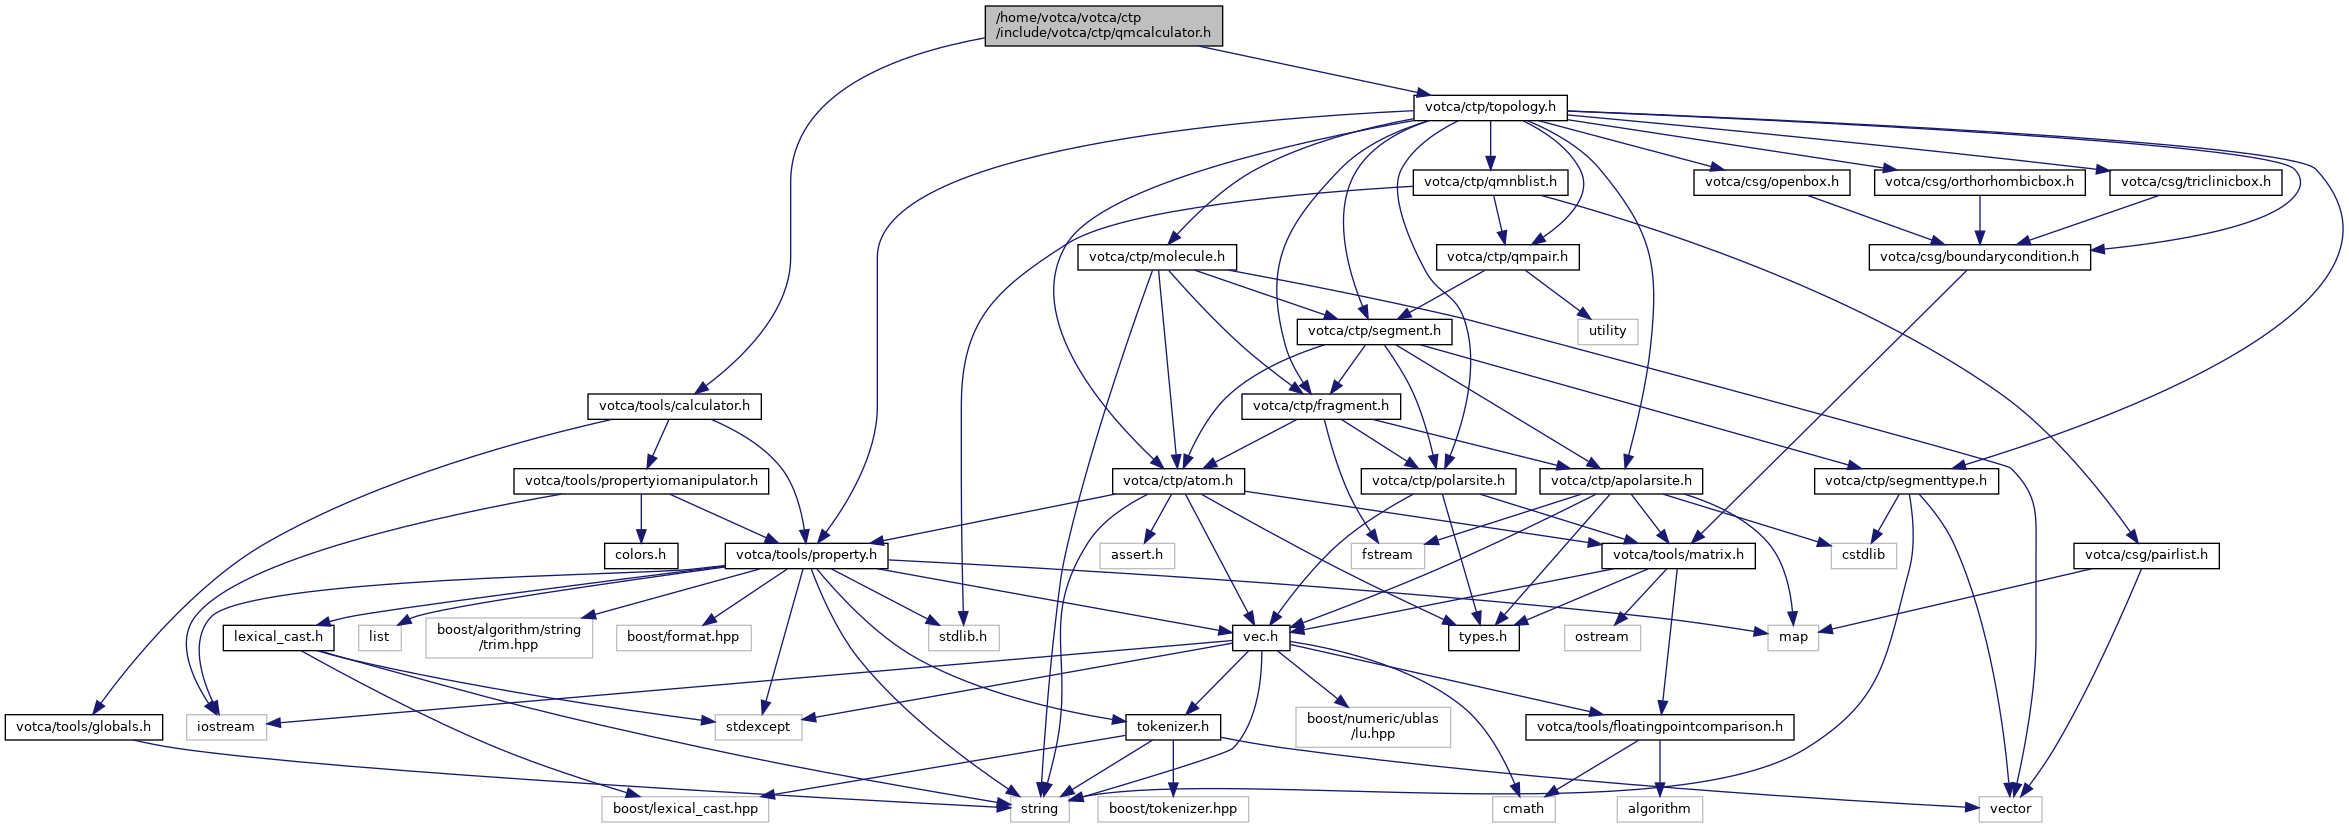 /home/votca/votca/ctp
/include/votca/ctp/qmcalculator.h
votca/ctp/topology.h
votca/ctp/qmnblist.h
votca/csg/openbox.h
votca/csg/orthorhombicbox.h
votca/csg/triclinicbox.h
votca/ctp/molecule.h
votca/ctp/qmpair.h
votca/csg/boundarycondition.h
votca/ctp/segment.h
utility
votca/tools/calculator.h
votca/ctp/fragment.h
votca/tools/propertyiomanipulator.h
votca/ctp/atom.h
votca/ctp/polarsite.h
votca/ctp/apolarsite.h
votca/ctp/segmenttype.h
colors.h
votca/tools/property.h
assert.h
fstream
votca/tools/matrix.h
cstdlib
votca/csg/pairlist.h
lexical_cast.h
list
boost/algorithm/string
/trim.hpp
boost/format.hpp
stdlib.h
vec.h
types.h
ostream
map
votca/tools/globals.h
iostream
stdexcept
tokenizer.h
boost/numeric/ublas
/lu.hpp
votca/tools/floatingpointcomparison.h
boost/lexical_cast.hpp
string
boost/tokenizer.hpp
cmath
algorithm
vector